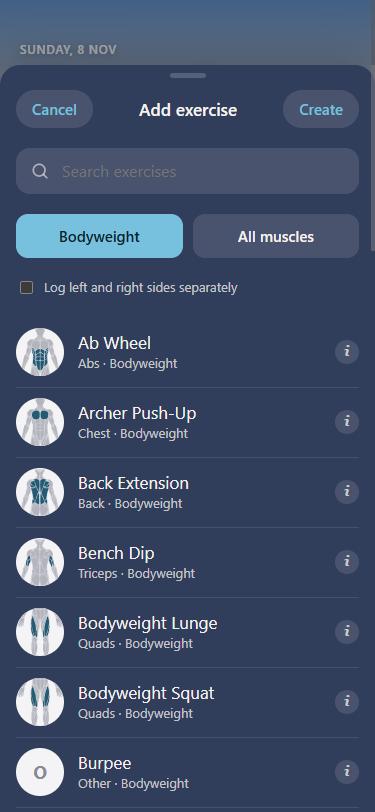 SUNDAY, 8 NOV
Cancel
Add exercise
Create
Search exercises
Bodyweight
All muscles
Log left and right sides separately
Ab Wheel
Abs · Bodyweight
i
Archer Push-Up
Chest · Bodyweight
i
Back Extension
Back · Bodyweight
i
Bench Dip
Triceps · Bodyweight
i
Bodyweight Lunge
Quads · Bodyweight
i
Bodyweight Squat
Quads · Bodyweight
i
O
Burpee
Other · Bodyweight
i